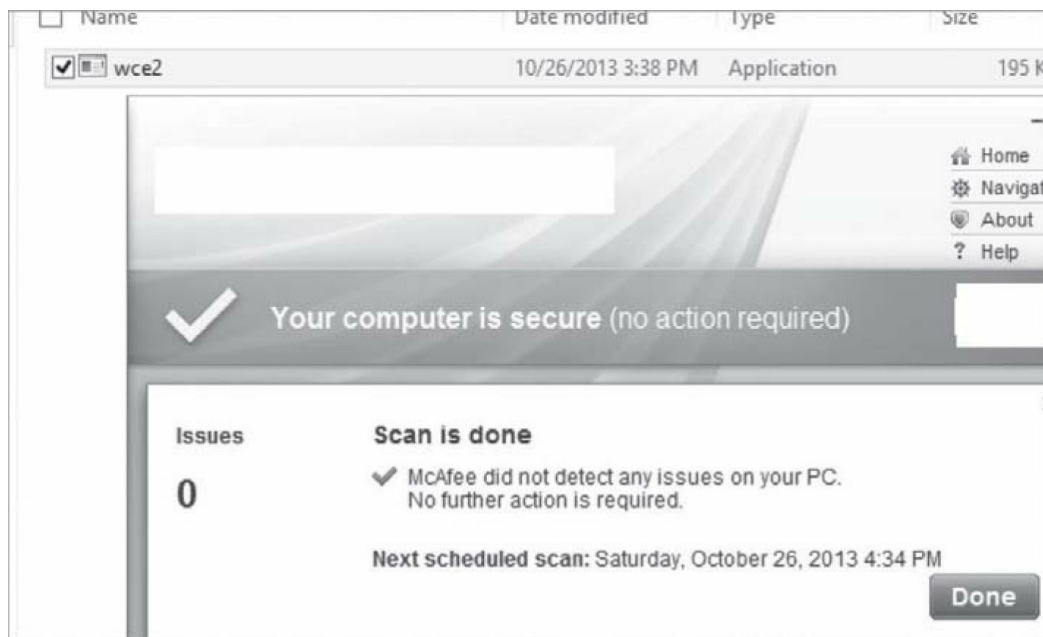 Name Date modified Type Size
wce2 10/26/2013 3:38 PM Application 195
Home
About
? Help
Your computer is secure (no action required)
Issues
0
Scan is done
McAfee did not detect any issues on your PC.
No further action is required.
Next scheduled scan: Saturday, October 26, 2013 4:34 PM
Done